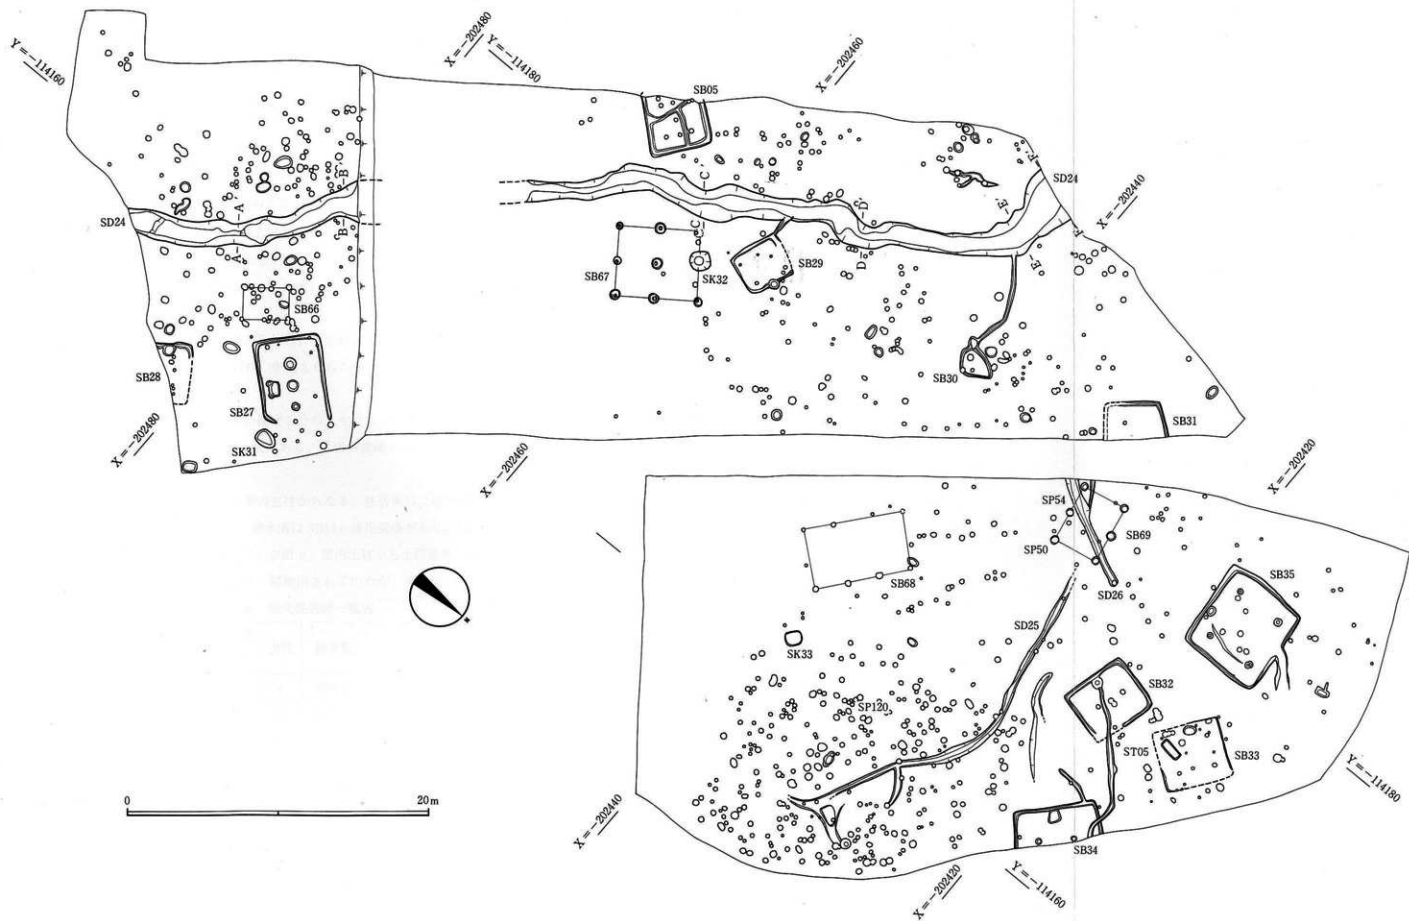 Y=-114160
X=-202480
Y=-114180
X=-202460
SB05
B'
C'
A'
D'
E'
F'
SD24
SD24
X=-202440
A
B
C
D
E
F
SB67
SK32
SB29
SB66
SB28
SB27
SB30
SB31
SK31
X=-202480
X=-202460
X=-202420
SP54
SP50
SB69
SB68
SD26
SB35
SD25
SK33
SB32
SP120
ST05
SB33
Y=-114180
0
20m
X=-202440
SB34
X=-202420
Y=-114160